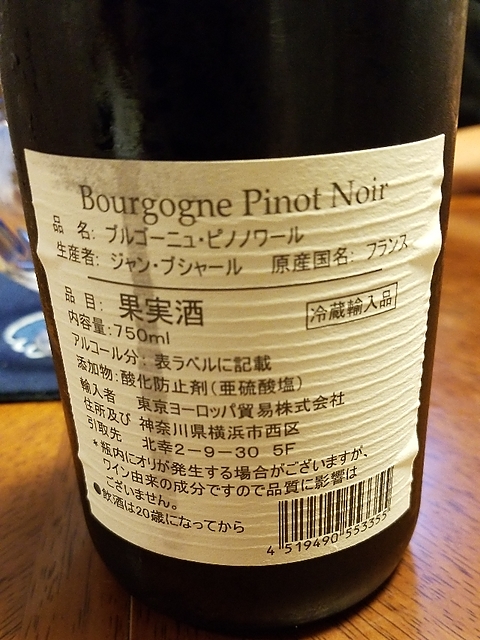 Bourgogne Pinot Noir
品 名: ブルゴーニュ・ピノノワール
生産者: ジャン・ブシャール 原産国名: フランス
品目: 果実酒 冷蔵輸入品
内容量:750ml
アルコール分: 表ラベルに記載
添加物:酸化防止剤(亜硫酸塩)
輸入者 東京ヨーロッパ貿易株式会社
住所及び 神奈川県横浜市西区
引取先 北幸2-9-30 5F
*瓶内にオリが発生する場合がございますが、
ワイン由来の成分ですので品質に影響は
ございません。
●飲酒は20歳になってから
4 519490 553355